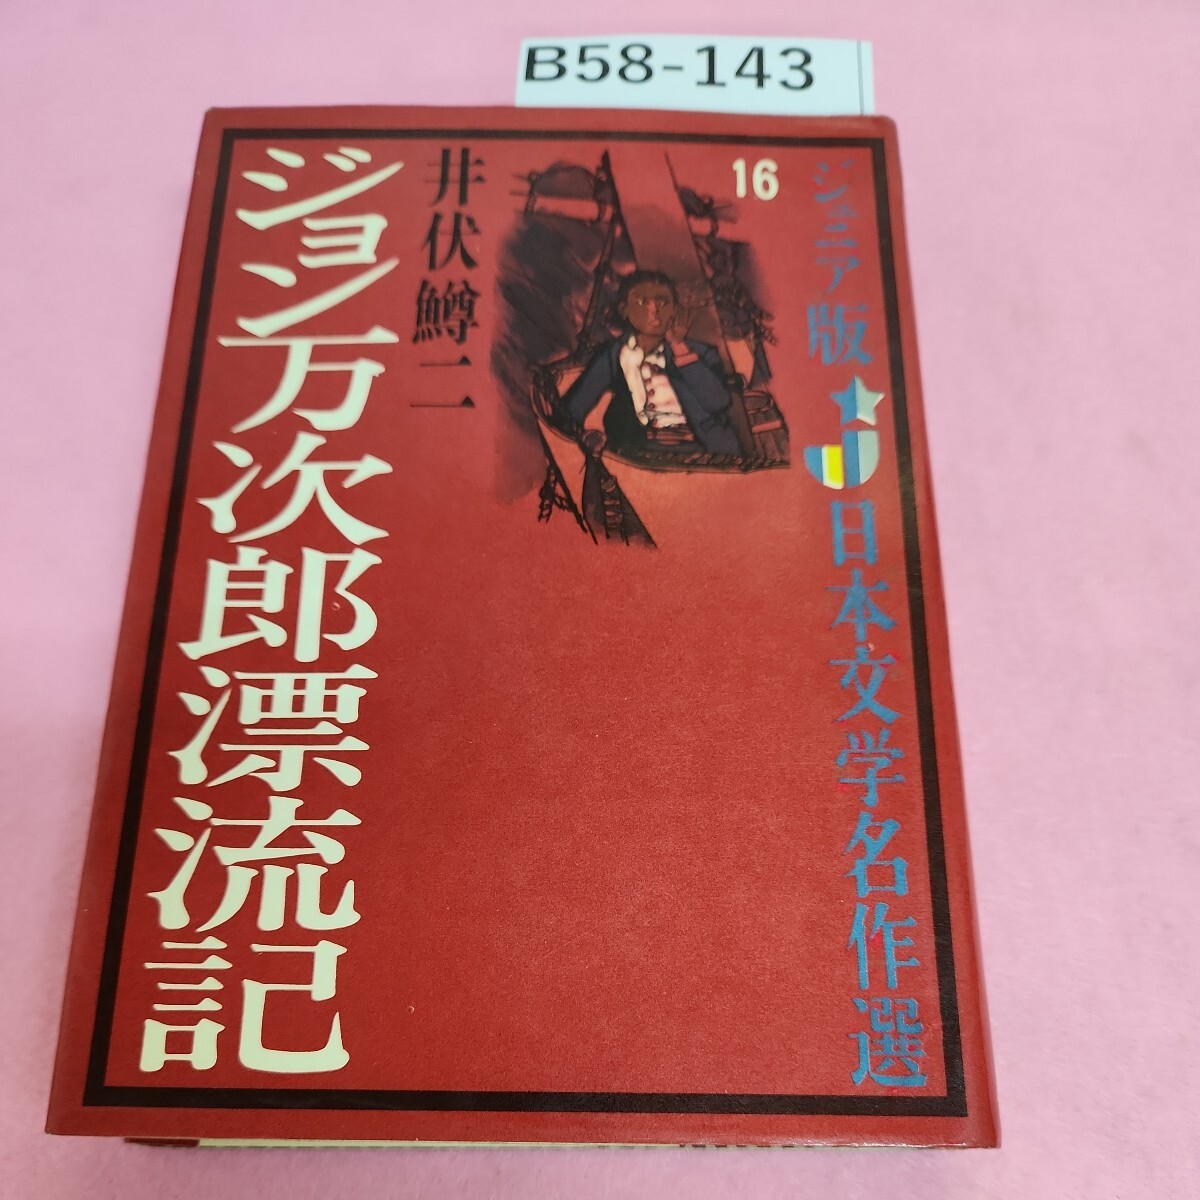 B58-143
16
ジュニア版
日本文学名作選
井伏鱒二
ジョン万次郎漂流記